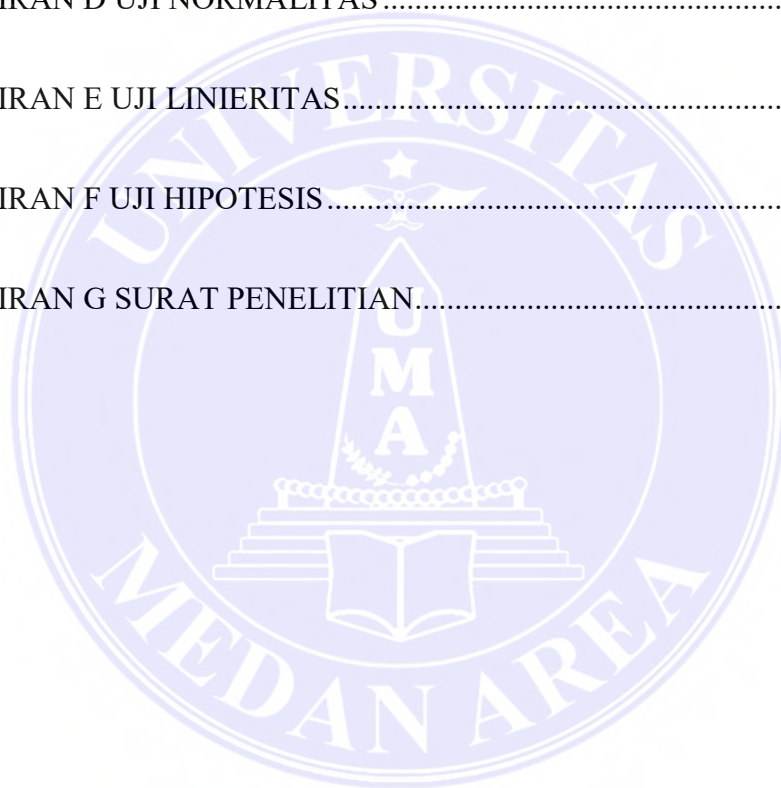 IRAN D UJI NORMALITAS........................................................
IRAN E UJI LINIERITAS.............................................................
IRAN F UJI HIPOTESIS...............................................................
IRAN G SURAT PENELITIAN...................................................
UNIVERSITAS
UMA
MEDAN AREA